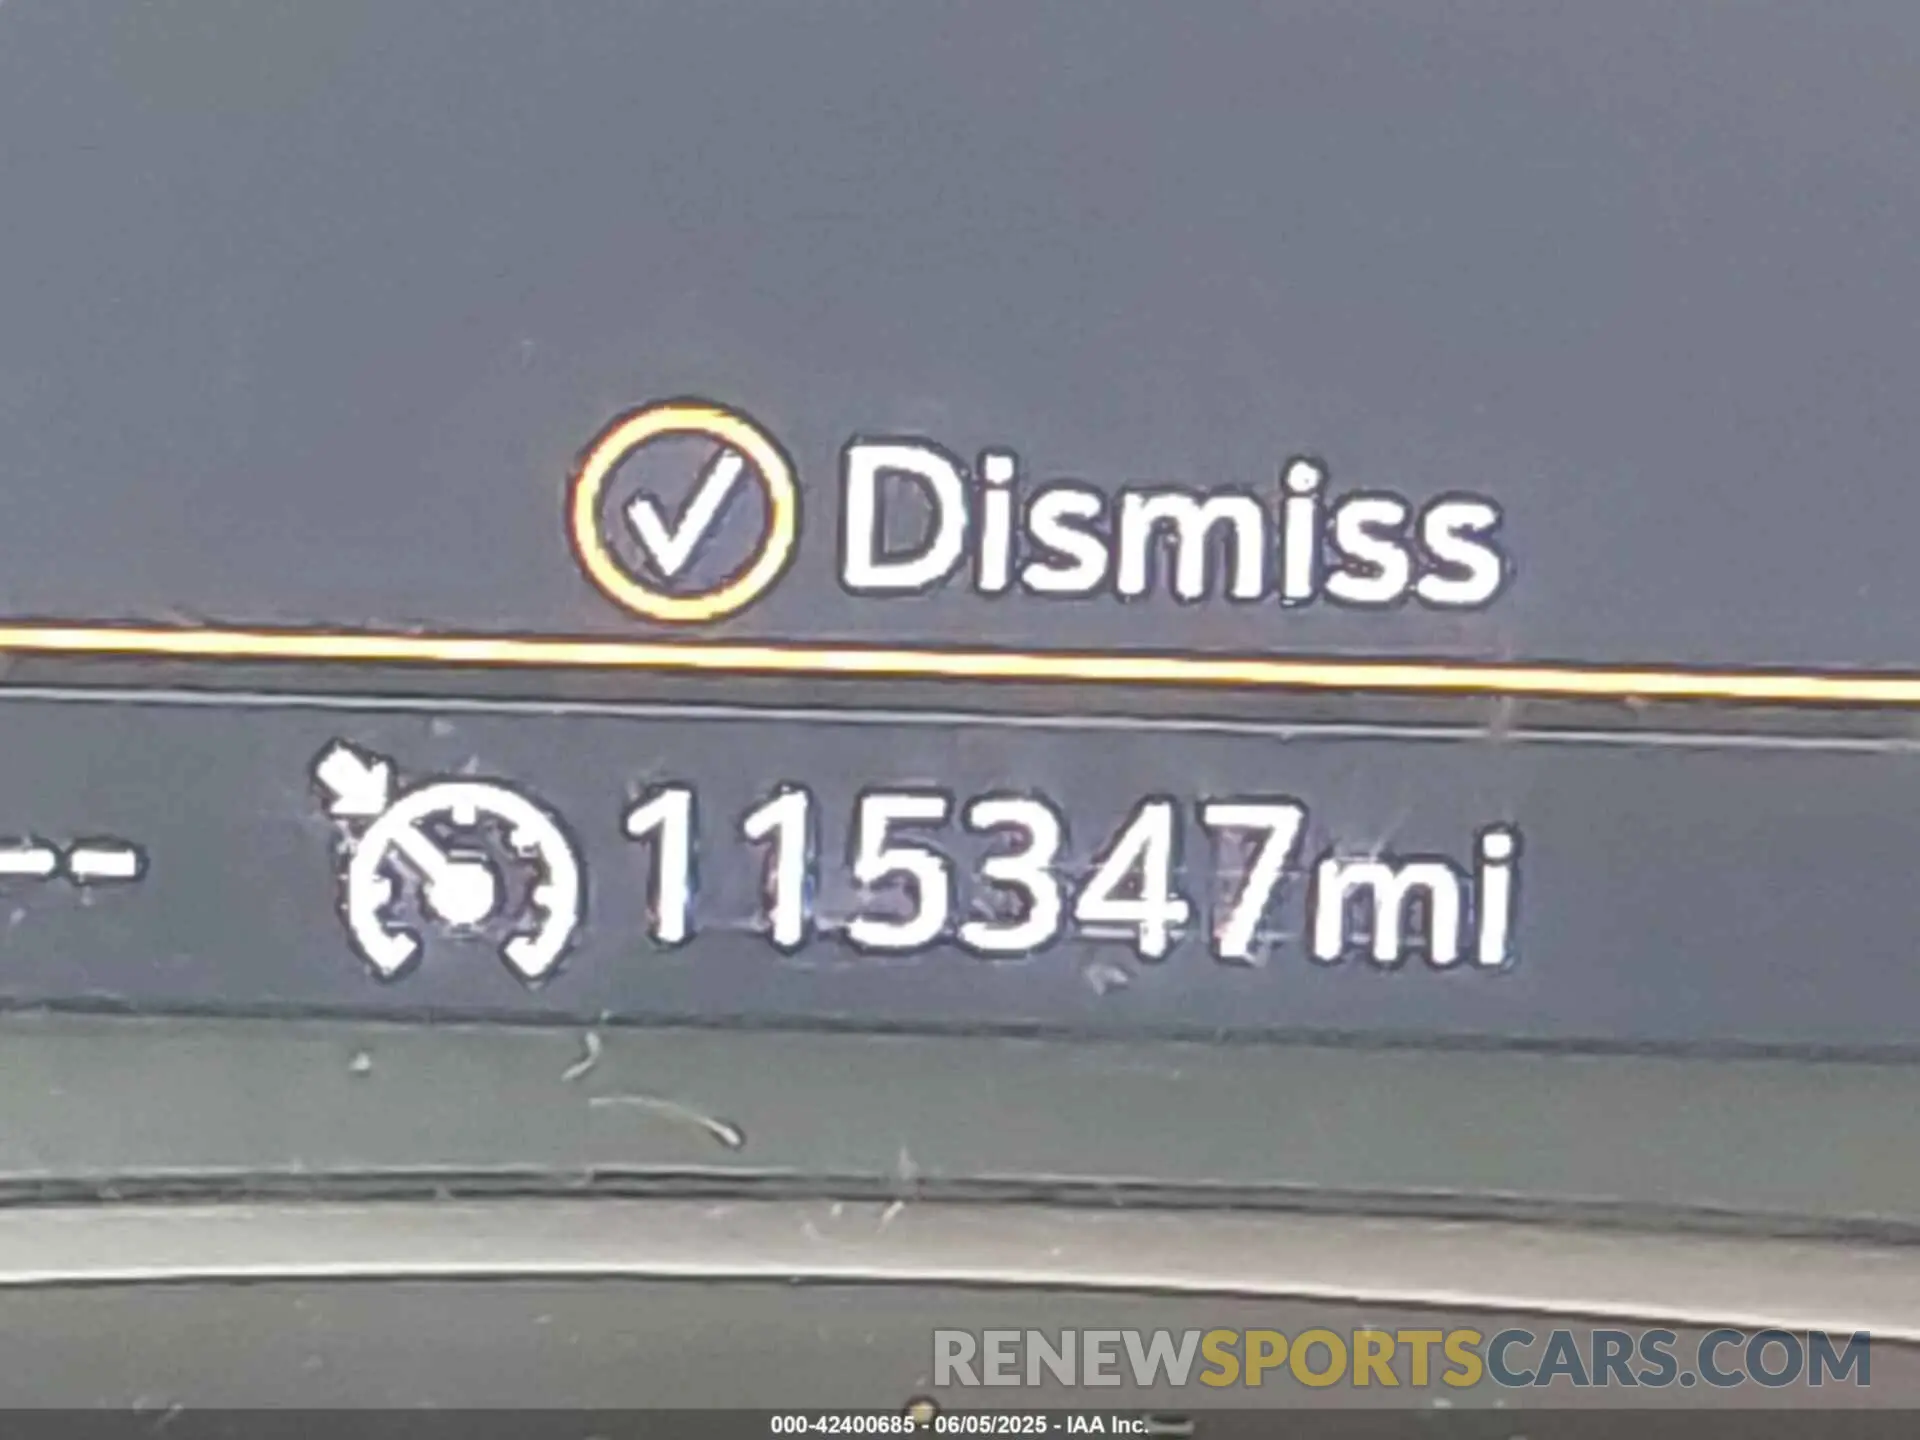 Dismiss
-- 115347mi
RENEWSPORTSCARS.COM
000-42400685 - 06/05/2025 - IAA Inc.